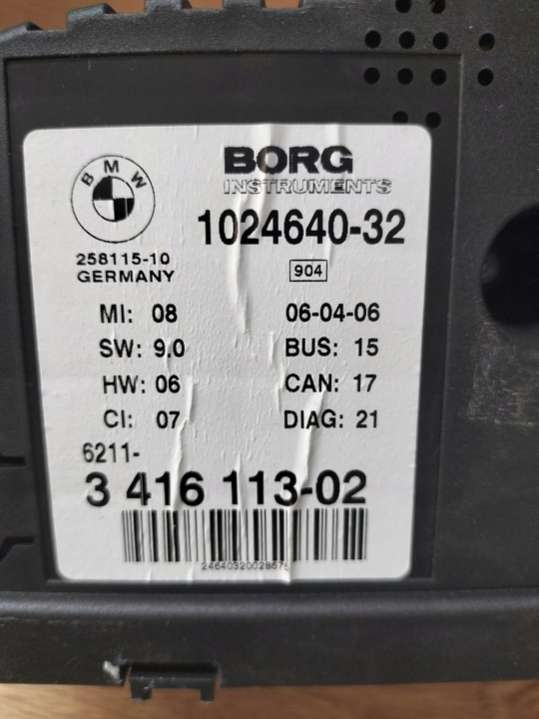 BMW
BORG
INSTRUMENTS
1024640-32
258115-10
GERMANY
904
MI: 08 06-04-06
SW: 9.0 BUS: 15
HW: 06 CAN: 17
CI: 07 DIAG: 21
6211-
3 416 113-02